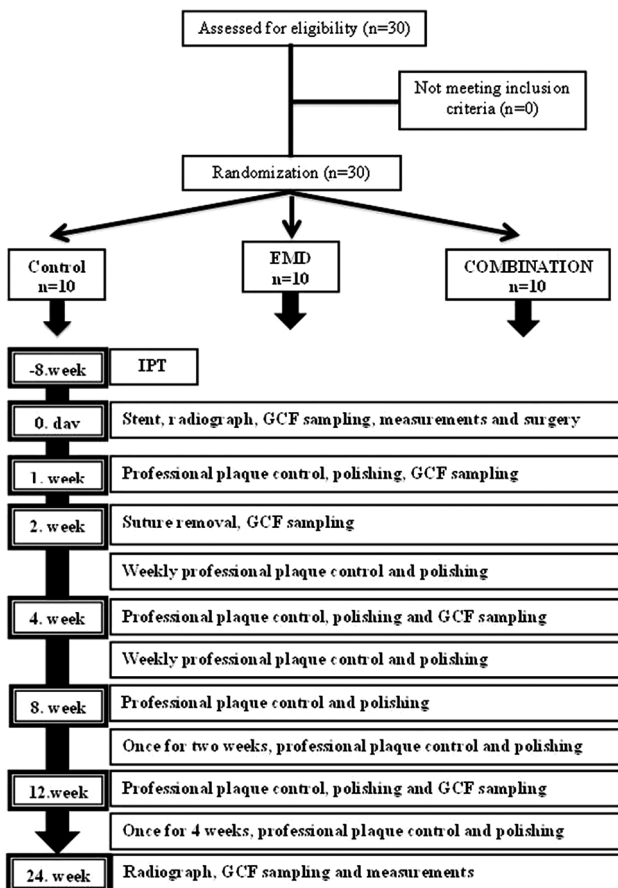 Assessed for eligibility (n=30)
Not meeting inclusion
criteria (n=0)
Randomization (n=30)
Control
n=10
EMD
n=10
COMBINATION
n=10
-8.week
IPT
0. day
Stent, radiograph, GCF sampling, measurements and surgery
1. week
Professional plaque control, polishing, GCF sampling
2. week
Suture removal, GCF sampling
Weekly professional plaque control and polishing
4. week
Professional plaque control, polishing and GCF sampling
Weekly professional plaque control and polishing
8. week
Professional plaque control and polishing
Once for two weeks, professional plaque control and polishing
12.week
Professional plaque control, polishing and GCF sampling
Once for 4 weeks, professional plaque control and polishing
24. week
Radiograph, GCF sampling and measurements